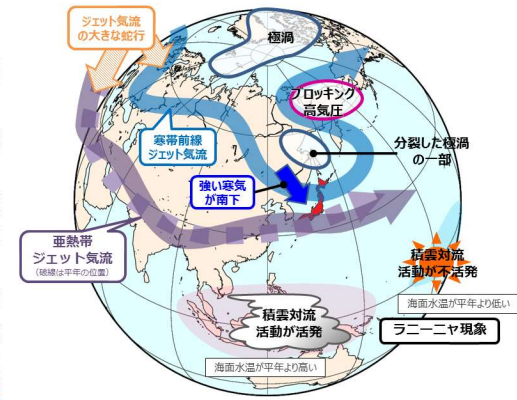 ジェット気流
の大きな蛇行
極渦
ブロッキング
高気圧
寒帯前線
ジェット気流
分裂した極渦
の一部
強い寒気
が南下
亜熱帯
ジェット気流
(破線は平年の位置)
積雲対流
活動が不活発
海面水温が平年より低い
積雲対流
活動が活発
ラニーニャ現象
海面水温が平年より高い